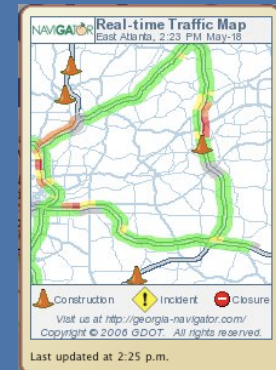 NAVIGATOR Real-time Traffic Map
East Atlanta, 2:23 PM May-18
Construction Incident Closure
Visit us at http://georgia-navigator.com/
Copyright © 2006 GDOT. All rights reserved.
Last updated at 2:25 p.m.